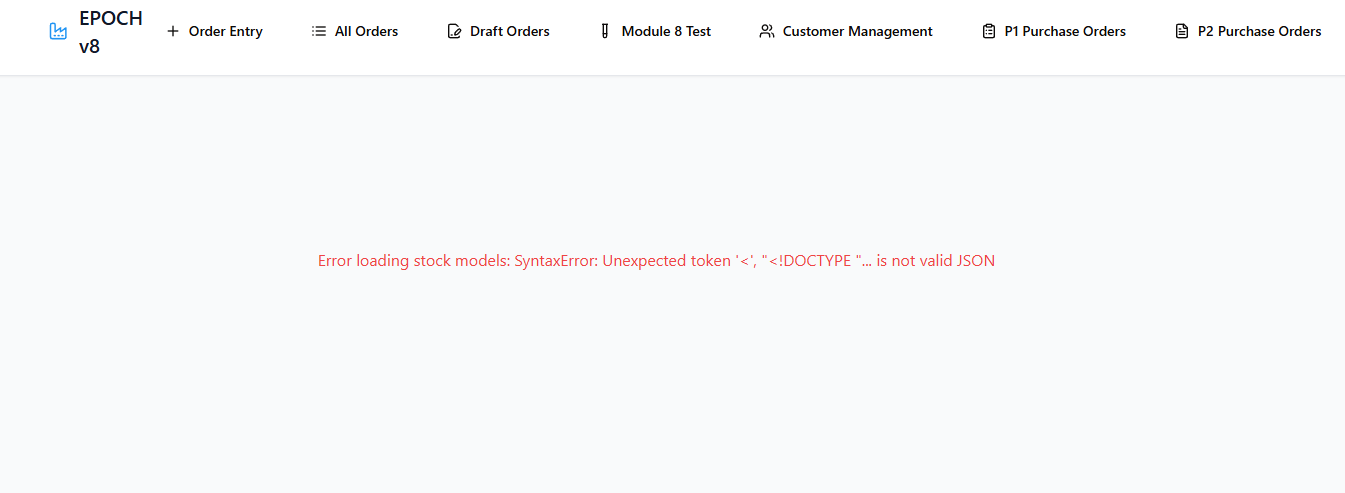 EPOCH
v8
Order Entry
All Orders
Draft Orders
Module 8 Test
Customer Management
P1 Purchase Orders
P2 Purchase Orders
Error loading stock models: SyntaxError: Unexpected token '<', "<!DOCTYPE "... is not valid JSON